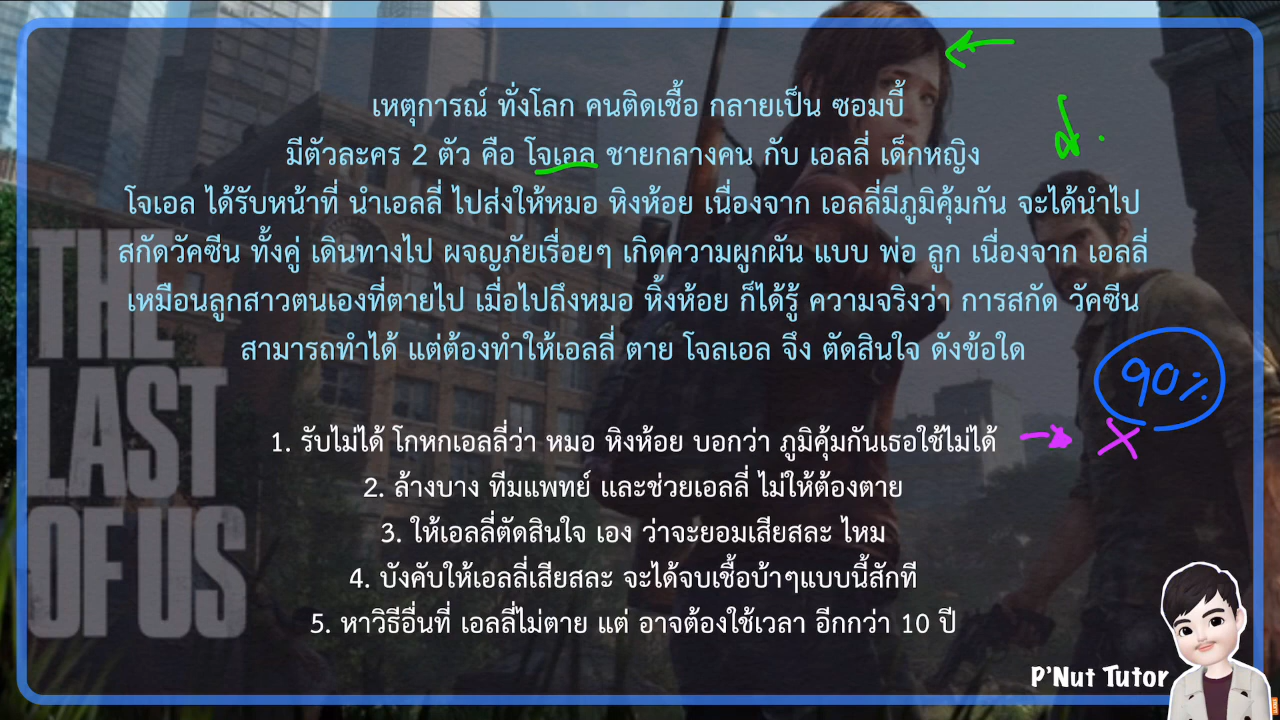 เหตุการณ์ ทั่งโลก คนติดเชื้อ กลายเป็น ซอมบี้
มีตัวละคร 2 ตัว คือ โจเอล ชายกลางคน กับ เอลลี่ เด็กหญิง
โจเอล ได้รับหน้าที่ นำเอลลี่ ไปส่งให้หมอ หิงห้อย เนื่องจาก เอลลี่มีภูมิคุ้มกัน จะได้นำไป
สกัดวัคซีน ทั้งคู่ เดินทางไป ผจญภัยเรื่อยๆ เกิดความผูกผัน แบบ พ่อ ลูก เนื่องจาก เอลลี่
เหมือนลูกสาวตนเองที่ตายไป เมื่อไปถึงหมอ หิ้งห้อย ก็ได้รู้ ความจริงว่า การสกัด วัคซีน
สามารถทำได้ แต่ต้องทำให้เอลลี่ ตาย โจลเอล จึง ตัดสินใจ ดังข้อใด
90%
1. รับไม่ได้ โกหกเอลลี่ว่า หมอ หิงห้อย บอกว่า ภูมิคุ้มกันเธอใช้ไม่ได้
2. ล้างบาง ทีมแพทย์ และช่วยเอลลี่ ไม่ให้ต้องตาย
3. ให้เอลลี่ตัดสินใจ เอง ว่าจะยอมเสียสละ ไหม
4. บังคับให้เอลลี่เสียสละ จะได้จบเชื้อบ้าๆแบบนี้สักที
5. หาวิธีอื่นที่ เอลลี่ไม่ตาย แต่ อาจต้องใช้เวลา อีกกว่า 10 ปี
THE
LAST
OF US
P'Nut Tutor